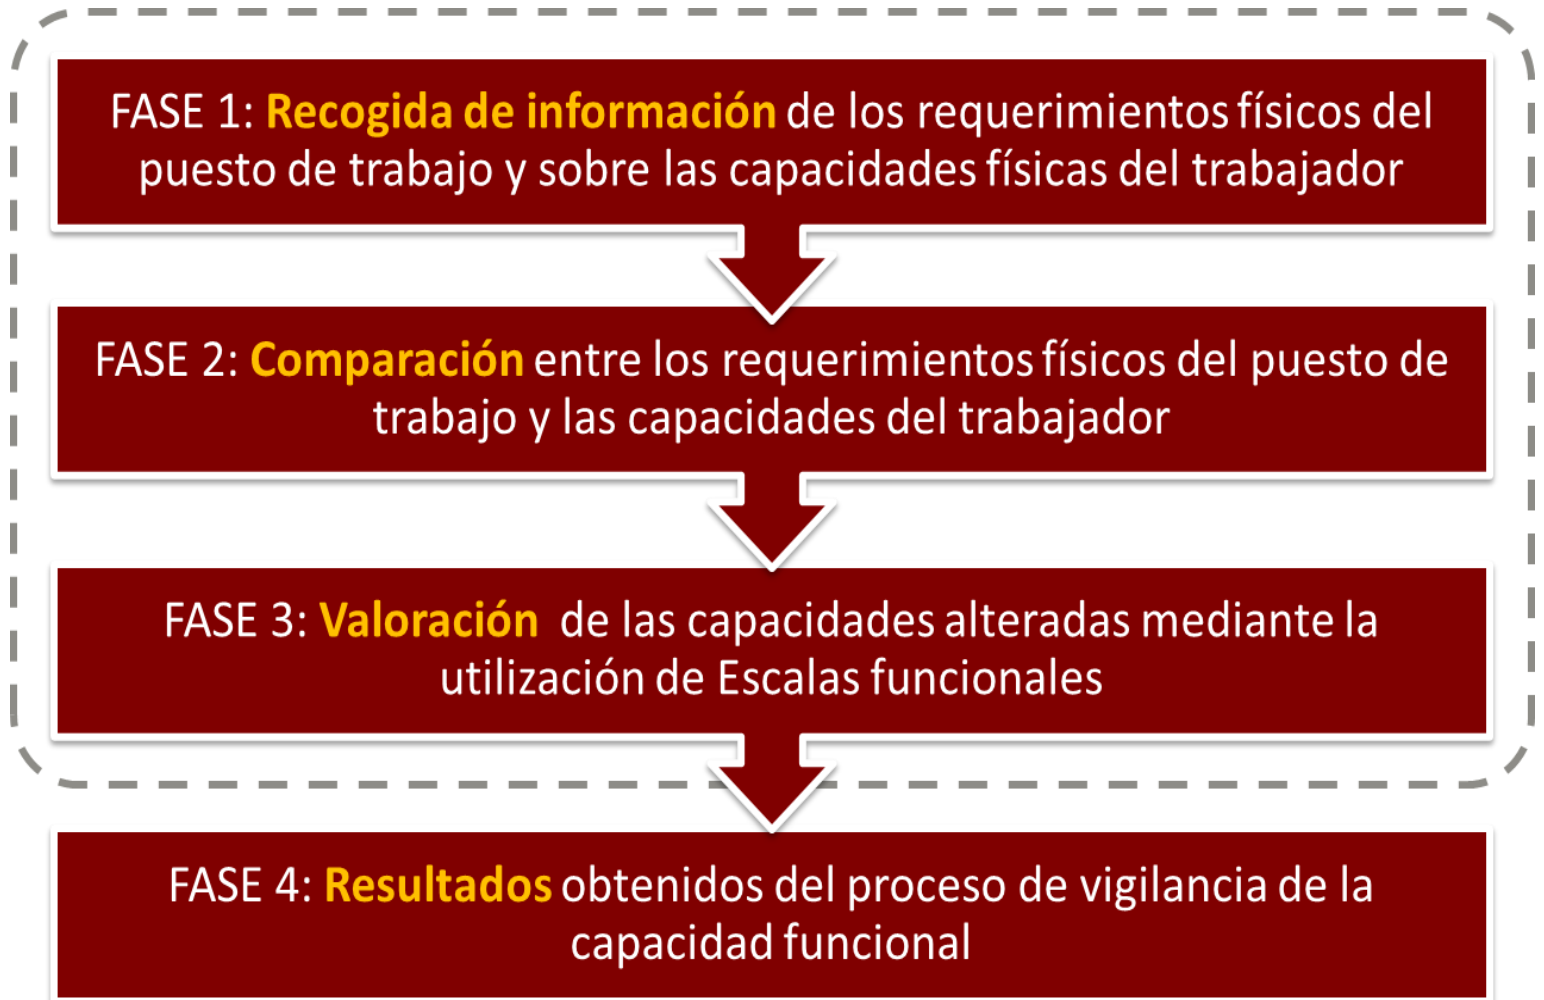 FASE 1: Recogida de información de los requerimientos físicos del
puesto de trabajo y sobre las capacidades físicas del trabajador
FASE 2: Comparación entre los requerimientos físicos del puesto de
trabajo y las capacidades del trabajador
FASE 3: Valoración de las capacidades alteradas mediante la
utilización de Escalas funcionales
FASE 4: Resultados obtenidos del proceso de vigilancia de la
capacidad funcional